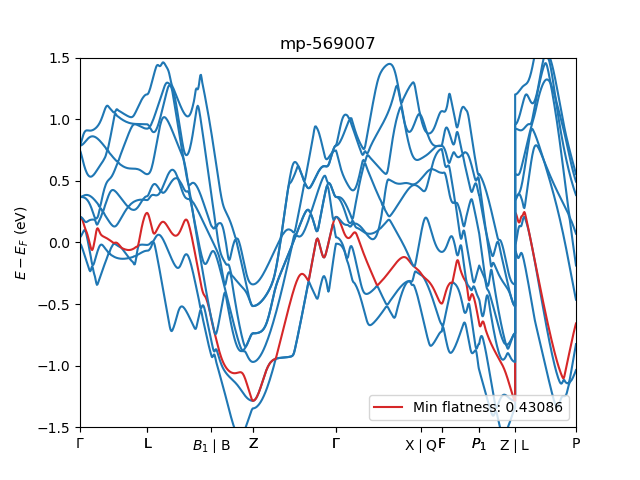 mp-569007
E − E_F (eV)
1.5
1.0
0.5
0.0
−0.5
−1.0
−1.5
Min flatness: 0.43086
Γ L B₁ | B Z Γ X | Q F P₁ Z | L P